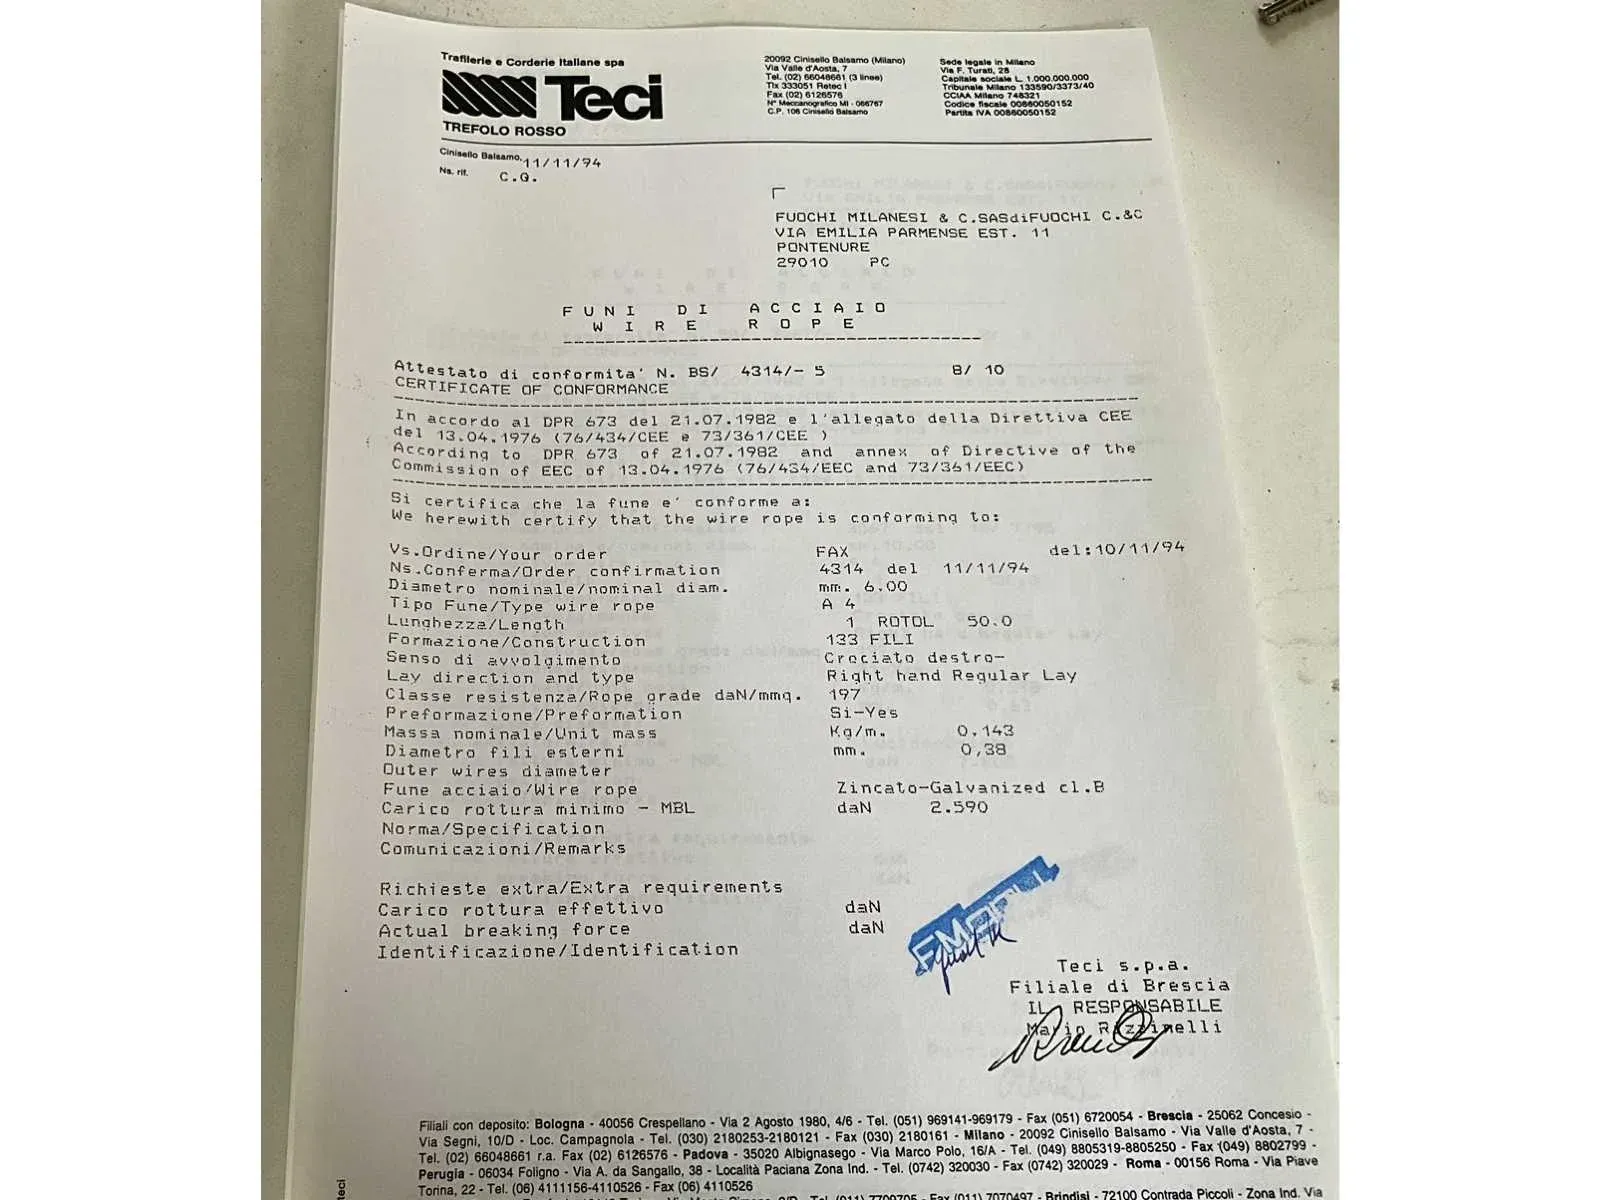 Trafilerie e Corderie Italiane spa
Teci
TREFOLO ROSSO
20092 Cinisello Balsamo (Milano)
Via Valle d'Aosta, 7
Tel. (02) 66048661 (3 linee)
Tlx 333051 Retec I
Fax (02) 6126576
N° Meccanografico MI - 066767
C.P. 106 Cinisello Balsamo
Sede legale in Milano
Via F. Turati, 28
Capitale sociale L. 1.000.000.000
Tribunale Milano 133590/3373/40
CCIAA Milano 748321
Codice fiscale 00860050152
Partita IVA 00860050152
Cinisello Balsamo, 11/11/94
Ns. rif. C.Q.
FUOCHI MILANESI & C.SASdiFUOCHI C.&C
VIA EMILIA PARMENSE EST. 11
PONTENURE
29010 PC
FUNI DI ACCIAIO
WIRE ROPE
Attestato di conformita' N. BS/ 4314/- 5 B/ 10
CERTIFICATE OF CONFORMANCE
In accordo al DPR 673 del 21.07.1982 e l'allegato della Direttiva CEE
del 13.04.1976 (76/434/CEE e 73/361/CEE )
According to DPR 673 of 21.07.1982 and annex of Directive of the
Commission of EEC of 13.04.1976 (76/434/EEC and 73/361/EEC)
Si certifica che la fune e' conforme a:
We herewith certify that the wire rope is conforming to:
Vs.Ordine/Your order FAX del:10/11/94
Ns.Conferma/Order confirmation 4314 del 11/11/94
Diametro nominale/nominal diam. mm. 6.00
Tipo Fune/Type wire rope A 4
Lunghezza/Length 1 ROTOL 50.0
Formazione/Construction 133 FILI
Senso di avvolgimento Crociato destro-
Lay direction and type Right hand Regular Lay
Classe resistenza/Rope grade daN/mmq. 197
Preformazione/Preformation Si-Yes
Massa nominale/Unit mass Kg/m. 0.143
Diametro fili esterni mm. 0,38
Outer wires diameter
Fune acciaio/Wire rope Zincato-Galvanized cl.B
Carico rottura minimo - MBL daN 2.590
Norma/Specification
Comunicazioni/Remarks
Richieste extra/Extra requirements
Carico rottura effettivo daN
Actual breaking force daN
Identificazione/Identification
Teci s.p.a.
Filiale di Brescia
IL RESPONSABILE
Mario
Filiali con deposito: Bologna - 40056 Crespellano - Via 2 Agosto 1980, 4/6 - Tel. (051) 969141-969179 - Fax (051) 6720054 - Brescia - 25062 Concesio -
Via Segni, 10/D - Loc. Campagnola - Tel. (030) 2180253-2180121 - Fax (030) 2180161 - Milano - 20092 Cinisello Balsamo - Via Valle d'Aosta, 7 -
Tel. (02) 66048661 r.a. Fax (02) 6126576 - Padova - 35020 Albignasego - Via Marco Polo, 16/A - Tel. (049) 8805319-8805250 - Fax (049) 8802799 -
Perugia - 06034 Foligno - Via A. da Sangallo, 38 - Località Paciana Zona Ind. - Tel. (0742) 320030 - Fax (0742) 320029 - Roma - 00156 Roma - Via Piave
Torina, 22 - Tel. (06) 4111156-4110526 - Fax (06) 4110526
Tel. (011) 7700705 - Fax (011) 7070497 - Brindisi - 72100 Contrada Piccoli - Zona Ind. Via